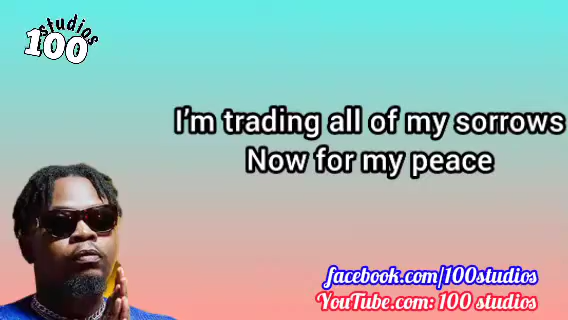 studios
100
I'm trading all of my sorrows
Now for my peace
facebook.com/100studios
YouTube.com: 100 studios